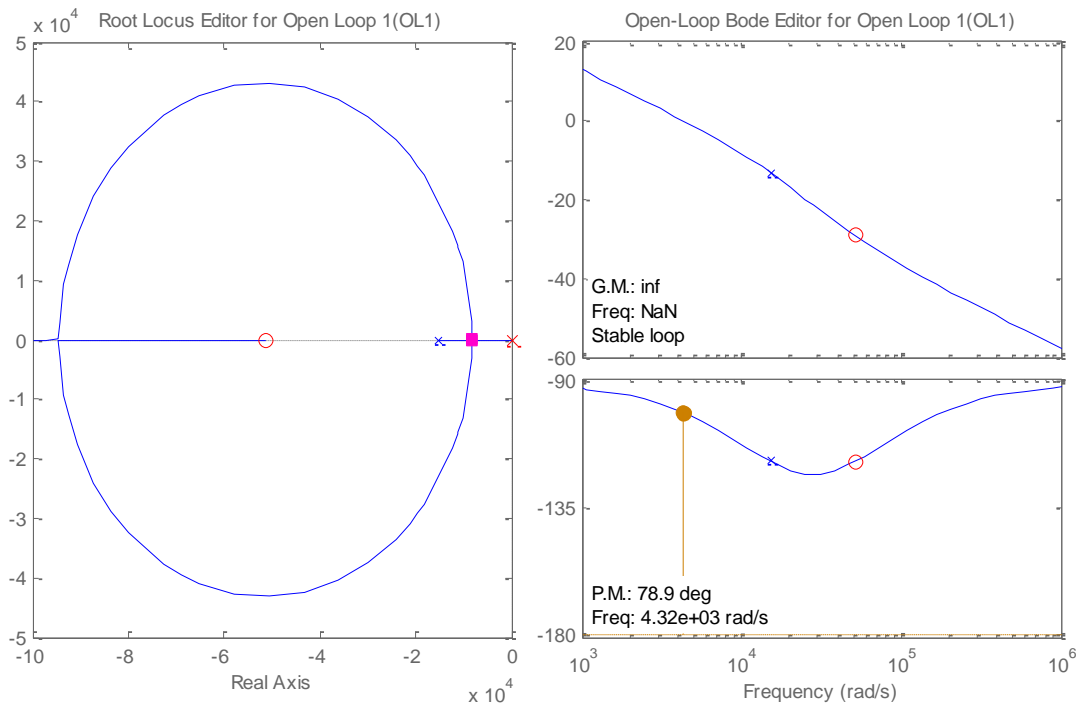 Root Locus Editor for Open Loop 1(OL1)
x 10^4
5
4
3
2
1
0
-1
-2
-3
-4
-5
-10
-8
-6
-4
-2
0
x 10^4
Real Axis
Open-Loop Bode Editor for Open Loop 1(OL1)
20
0
-20
-40
-60
G.M.: inf
Freq: NaN
Stable loop
-90
-135
-180
P.M.: 78.9 deg
Freq: 4.32e+03 rad/s
10^3
10^4
10^5
10^6
Frequency (rad/s)